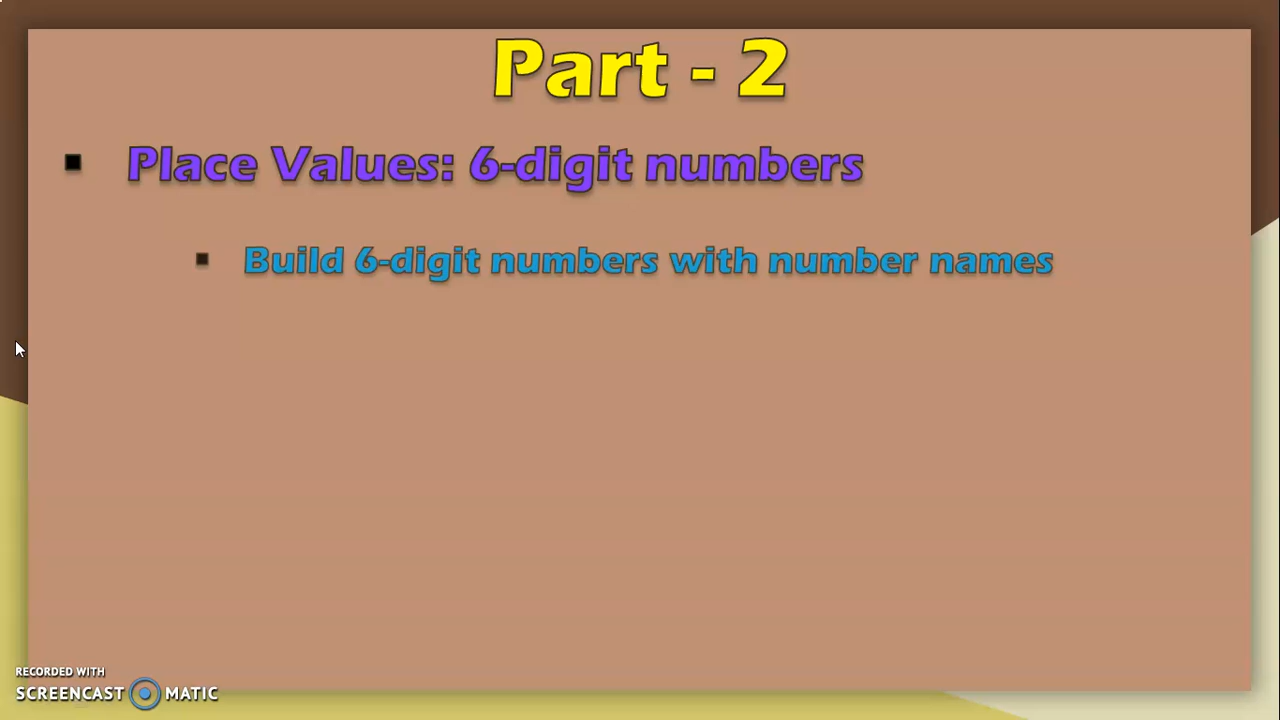 Part - 2
Place Values: 6-digit numbers
Build 6-digit numbers with number names
RECORDED WITH
SCREENCAST MATIC